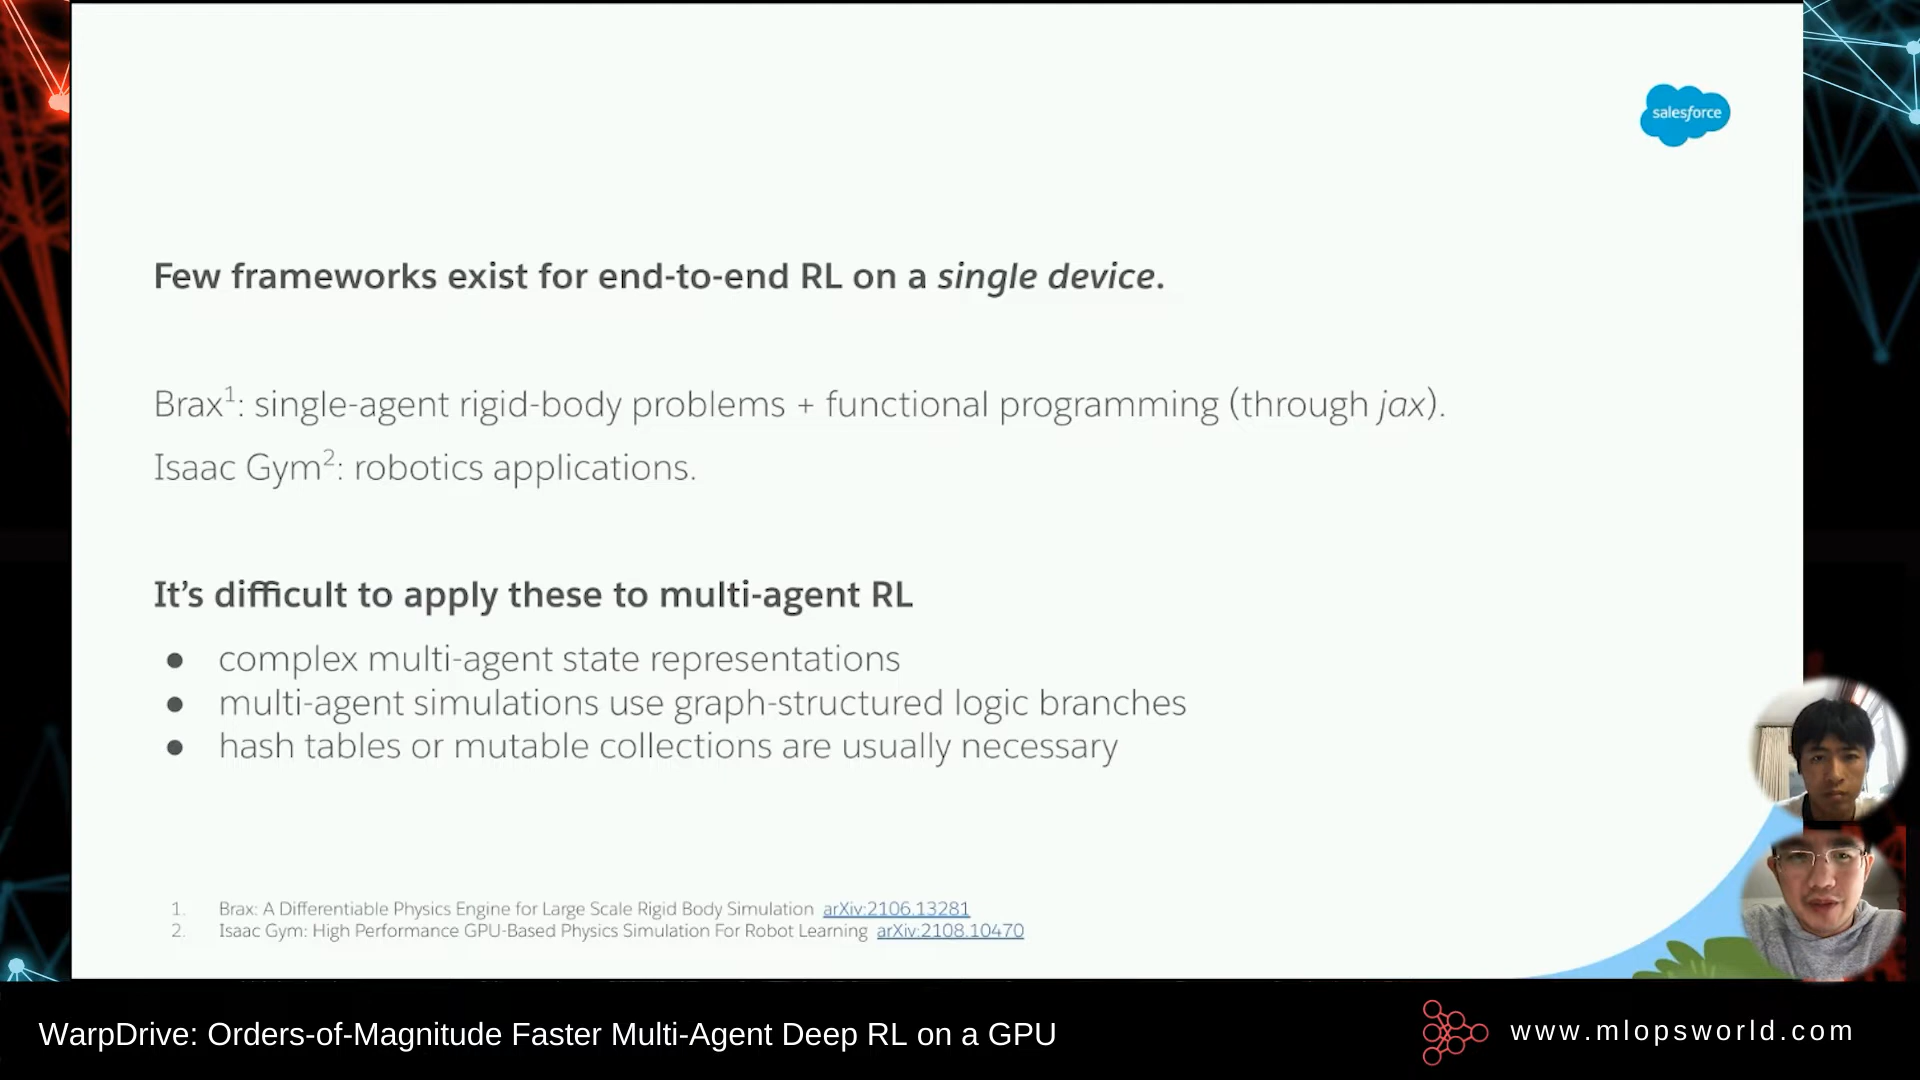 salesforce
Few frameworks exist for end-to-end RL on a single device.
Brax¹: single-agent rigid-body problems + functional programming (through jax).
Isaac Gym²: robotics applications.
It’s difficult to apply these to multi-agent RL
● complex multi-agent state representations
● multi-agent simulations use graph-structured logic branches
● hash tables or mutable collections are usually necessary
1. Brax: A Differentiable Physics Engine for Large Scale Rigid Body Simulation arXiv:2106.13281
2. Isaac Gym: High Performance GPU-Based Physics Simulation For Robot Learning arXiv:2108.10470
WarpDrive: Orders-of-Magnitude Faster Multi-Agent Deep RL on a GPU
www.mlopsworld.com